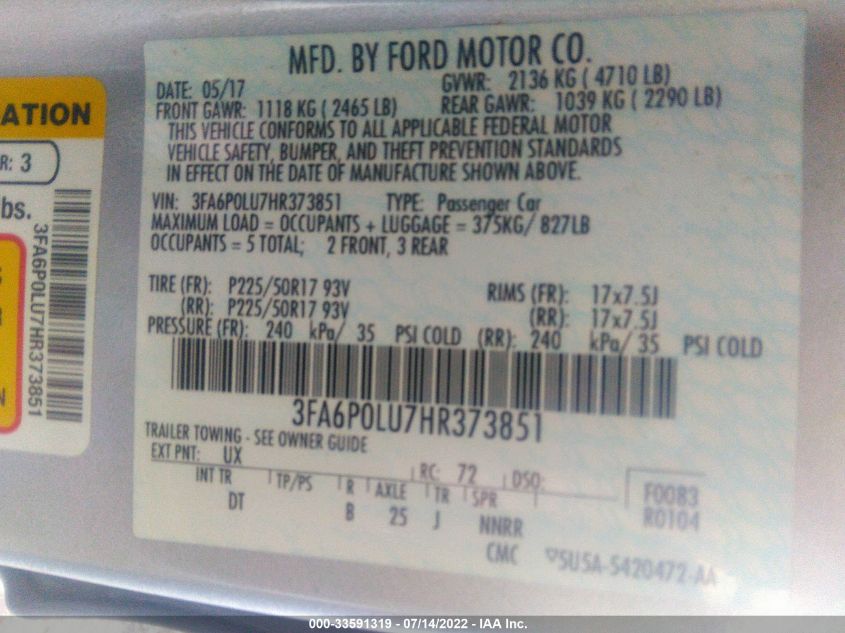 MFD. BY FORD MOTOR CO.
DATE: 05/17 GVWR: 2136 KG ( 4710 LB)
FRONT GAWR: 1118 KG ( 2465 LB) REAR GAWR: 1039 KG ( 2290 LB)
THIS VEHICLE CONFORMS TO ALL APPLICABLE FEDERAL MOTOR
VEHICLE SAFETY, BUMPER, AND THEFT PREVENTION STANDARDS
IN EFFECT ON THE DATE OF MANUFACTURE SHOWN ABOVE.
VIN: 3FA6P0LU7HR373851 TYPE: Passenger Car
MAXIMUM LOAD = OCCUPANTS + LUGGAGE = 375KG/ 827LB
OCCUPANTS = 5 TOTAL; 2 FRONT, 3 REAR
TIRE (FR): P225/50R17 93V RIMS (FR): 17x7.5J
(RR): P225/50R17 93V (RR): 17x7.5J
PRESSURE (FR): 240 kPa/ 35 PSI COLD (RR): 240 kPa/ 35 PSI COLD
3FA6P0LU7HR373851
TRAILER TOWING - SEE OWNER GUIDE
EXT PNT: UX RC: 72 DSO:
INT TR TP/PS R AXLE TR SPR
DT B 25 J NNRR
F0083
R0104
CMC 5U5A-5420472-AA
ATION
R: 3
bs.
3FA6P0LU7HR373851
000-33591319 - 07/14/2022 - IAA Inc.